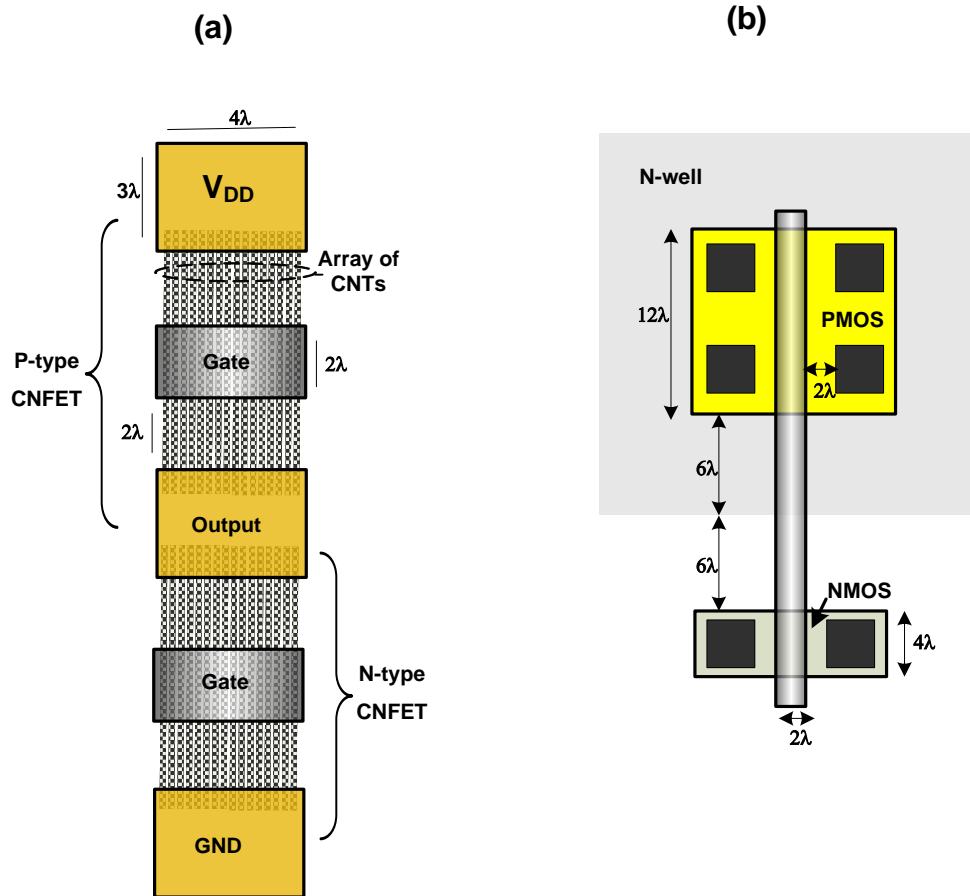 (a)
4λ
V_DD
3λ
Array of
CNTs
Gate
2λ
P-type
CNFET
2λ
Output
Gate
N-type
CNFET
GND
(b)
N-well
12λ
PMOS
2λ
6λ
6λ
NMOS
4λ
2λ